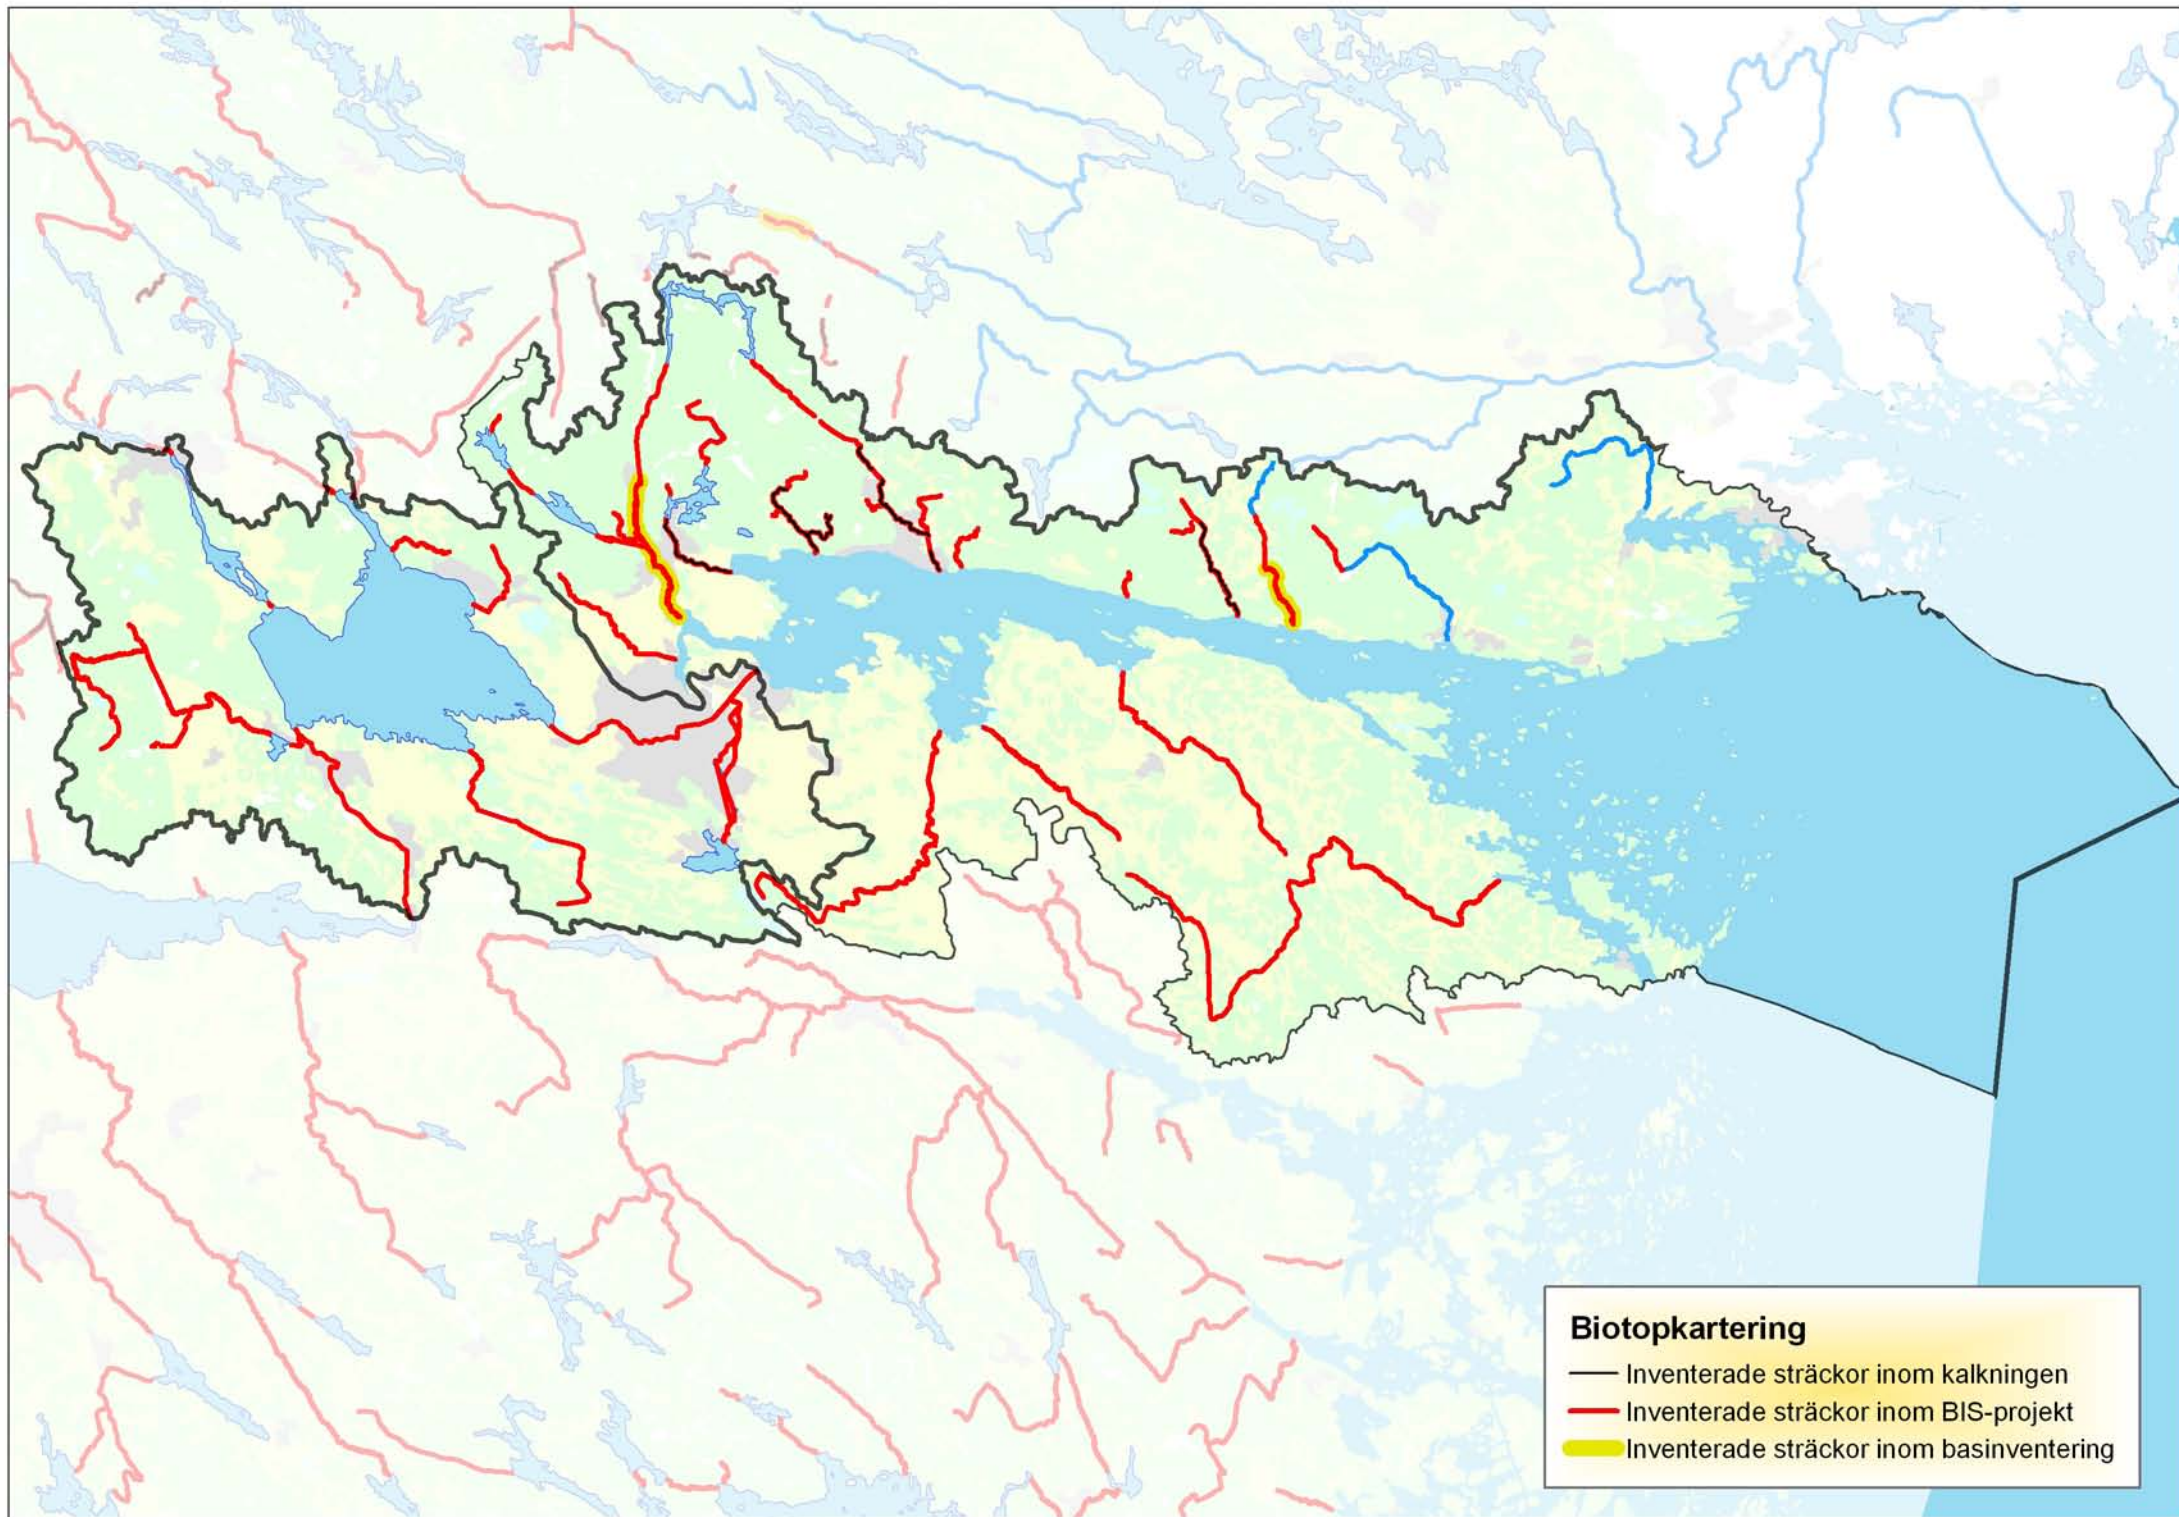 Biotopkartering
Inventerade sträckor inom kalkningen
Inventerade sträckor inom BIS-projekt
Inventerade sträckor inom basinventering